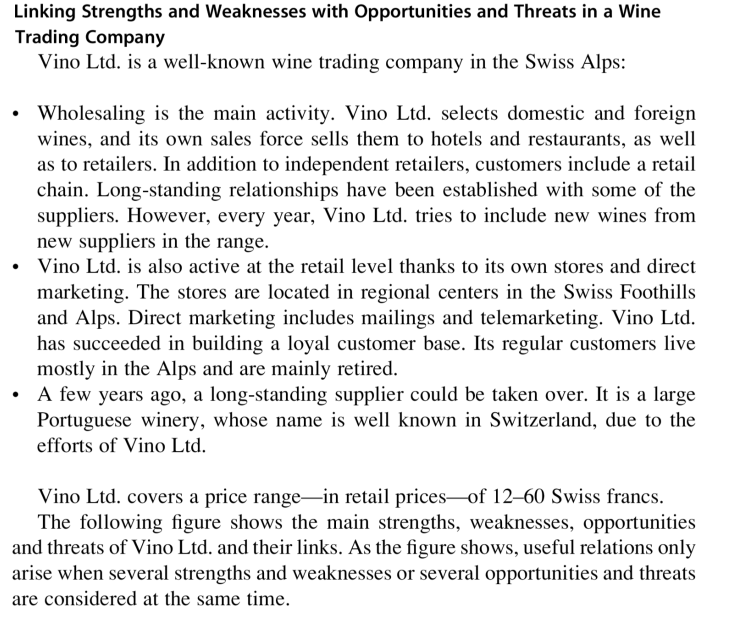 Linking Strengths and Weaknesses with Opportunities and Threats in a Wine
Trading Company
Vino Ltd. is a well-known wine trading company in the Swiss Alps:
• Wholesaling is the main activity. Vino Ltd. selects domestic and foreign
wines, and its own sales force sells them to hotels and restaurants, as well
as to retailers. In addition to independent retailers, customers include a retail
chain. Long-standing relationships have been established with some of the
suppliers. However, every year, Vino Ltd. tries to include new wines from
new suppliers in the range.
• Vino Ltd. is also active at the retail level thanks to its own stores and direct
marketing. The stores are located in regional centers in the Swiss Foothills
and Alps. Direct marketing includes mailings and telemarketing. Vino Ltd.
has succeeded in building a loyal customer base. Its regular customers live
mostly in the Alps and are mainly retired.
• A few years ago, a long-standing supplier could be taken over. It is a large
Portuguese winery, whose name is well known in Switzerland, due to the
efforts of Vino Ltd.
Vino Ltd. covers a price range—in retail prices—of 12–60 Swiss francs.
The following figure shows the main strengths, weaknesses, opportunities
and threats of Vino Ltd. and their links. As the figure shows, useful relations only
arise when several strengths and weaknesses or several opportunities and threats
are considered at the same time.